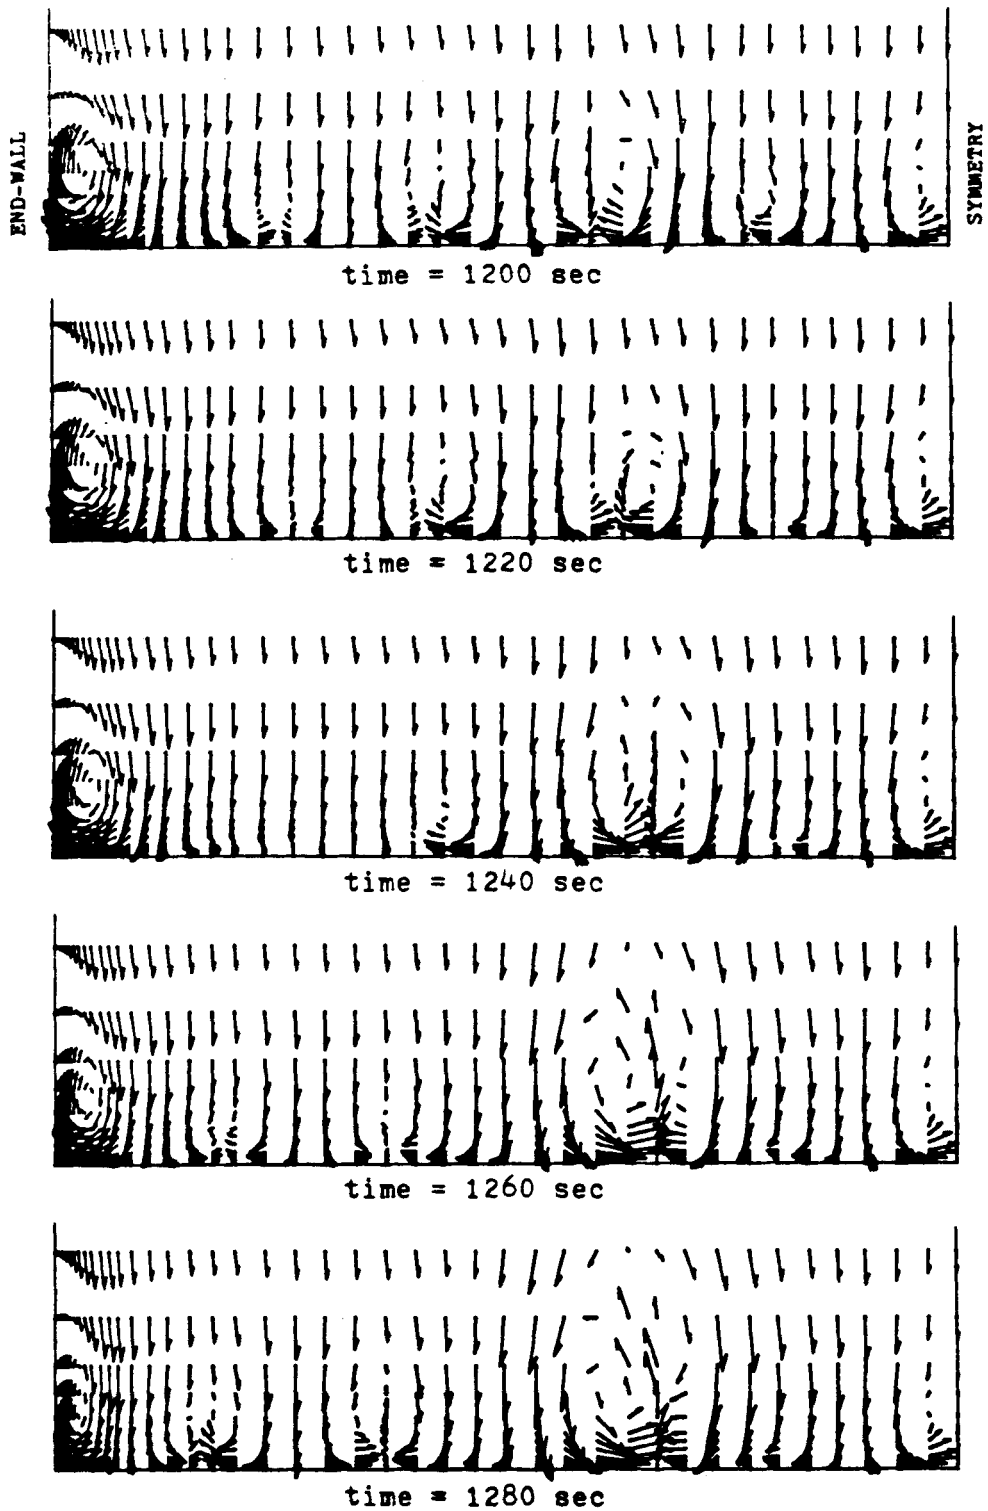 END-WALL
SYMMETRY
time = 1200 sec
time = 1220 sec
time = 1240 sec
time = 1260 sec
time = 1280 sec